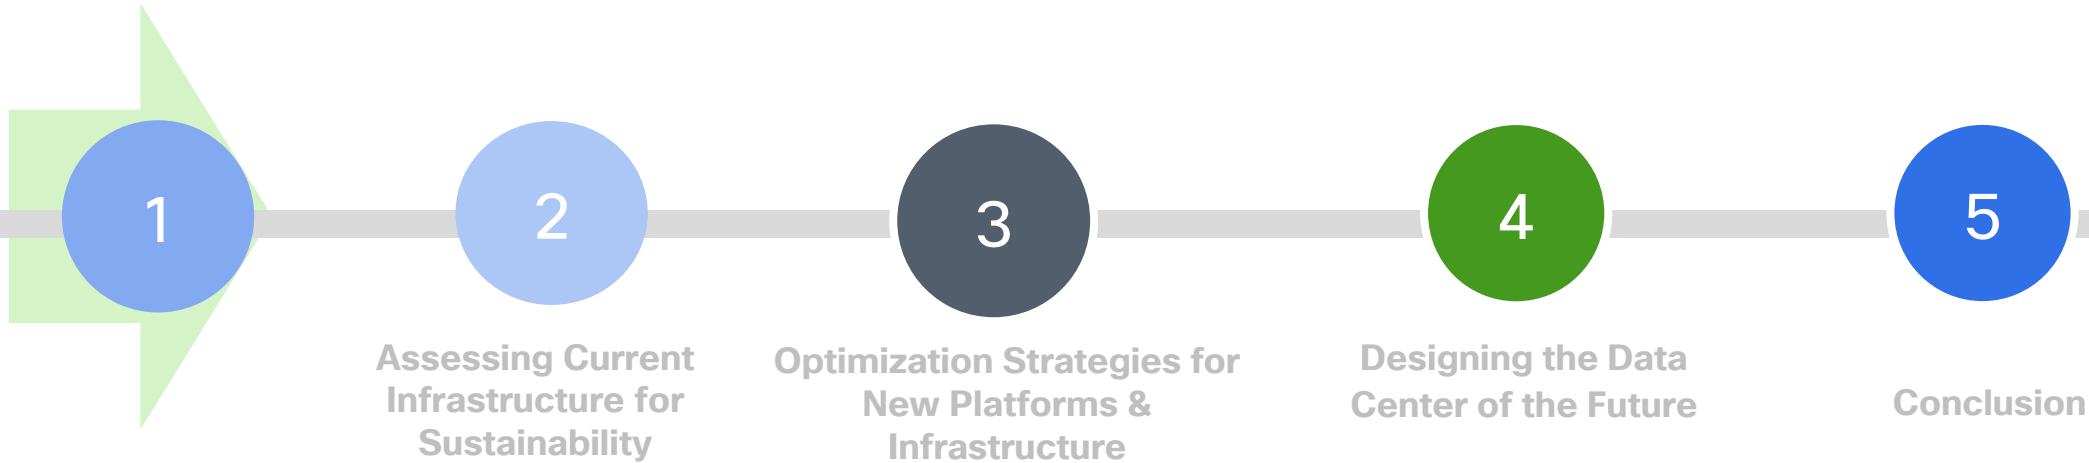 1
2
3
4
5
Assessing Current
Infrastructure for
Sustainability
Optimization Strategies for
New Platforms &
Infrastructure
Designing the Data
Center of the Future
Conclusion